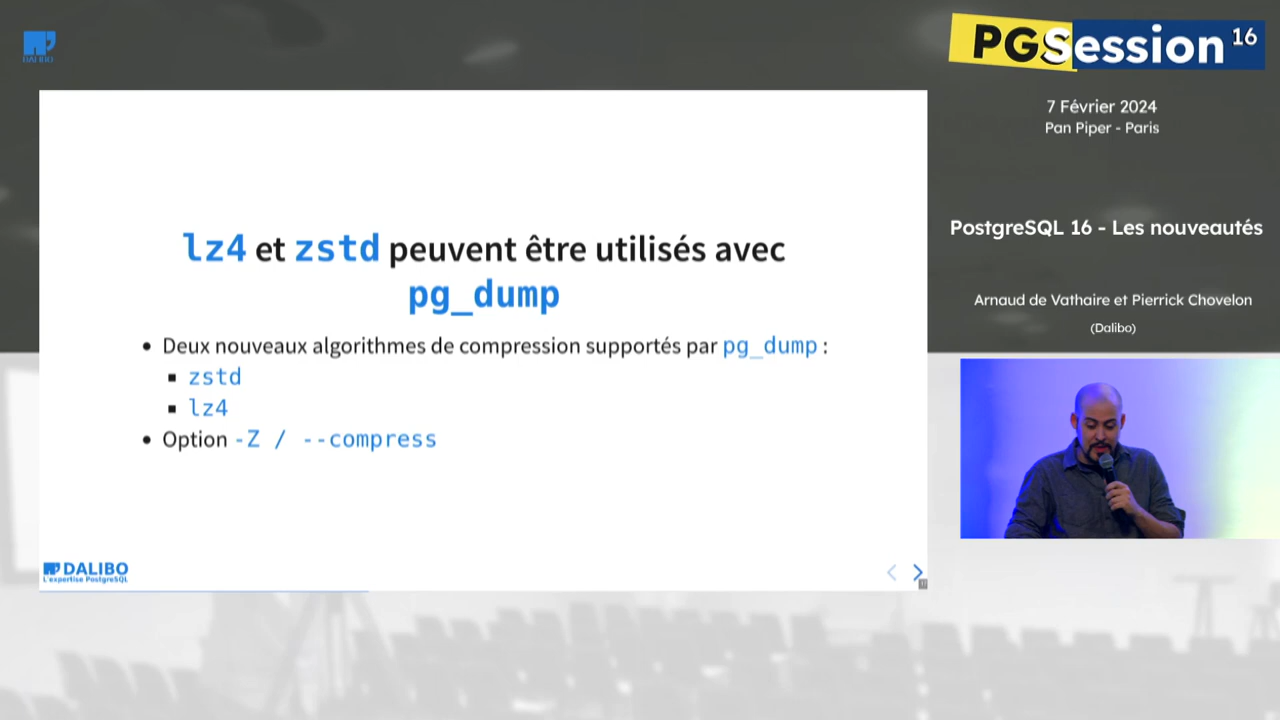 DALIBO
PGSession 16
7 Février 2024
Pan Piper - Paris
PostgreSQL 16 - Les nouveautés
Arnaud de Vathaire et Pierrick Chovelon
(Dalibo)
lz4 et zstd peuvent être utilisés avec
pg_dump
• Deux nouveaux algorithmes de compression supportés par pg_dump :
▪ zstd
▪ lz4
• Option -Z / --compress
DALIBO
L'expertise PostgreSQL